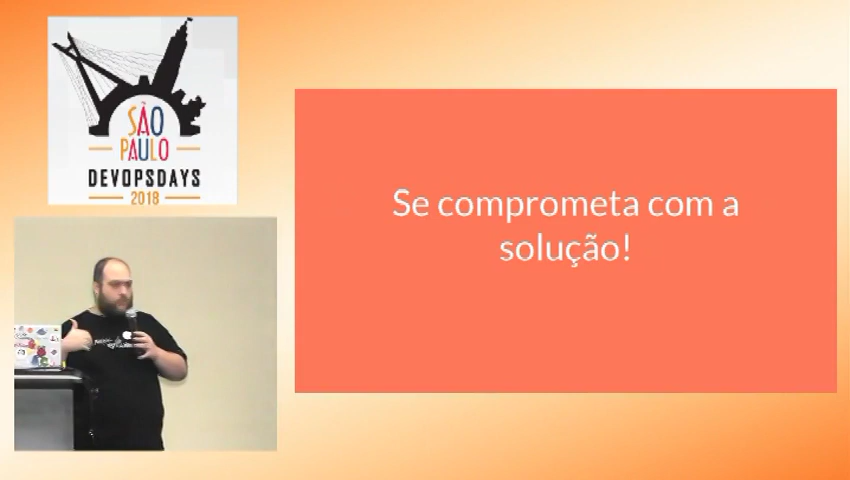 SÃO
PAULO
DEVOPSDAYS
2018
Se comprometa com a
solução!